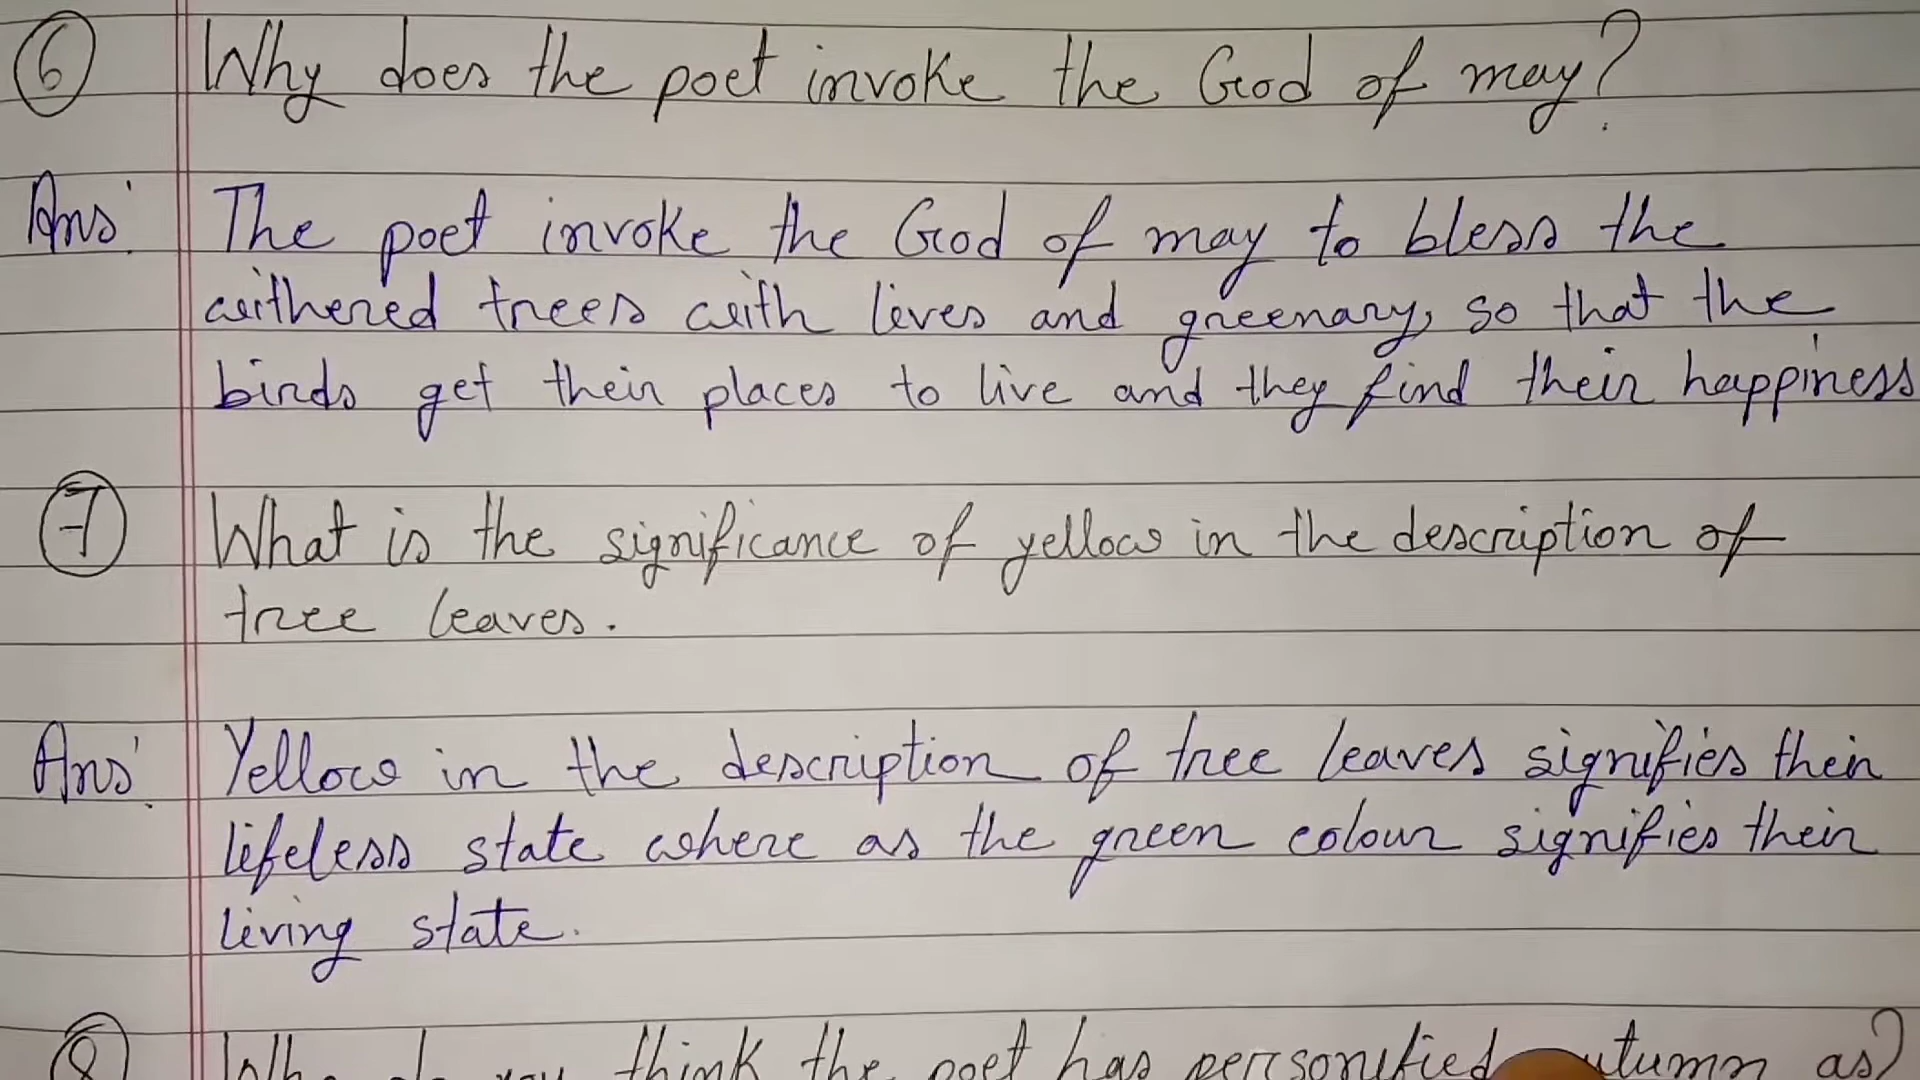 6 Why does the poet invoke the God of may?
Ans: The poet invoke the God of may to bless the
withered trees with lives and greenary, so that the
birds get their places to live and they find their happiness
7 What is the significance of yellow in the description of
tree leaves.
Ans: Yellow in the description of tree leaves signifies their
lifeless state where as the green colour signifies their
living state.
8 do you think the poet has personified as?